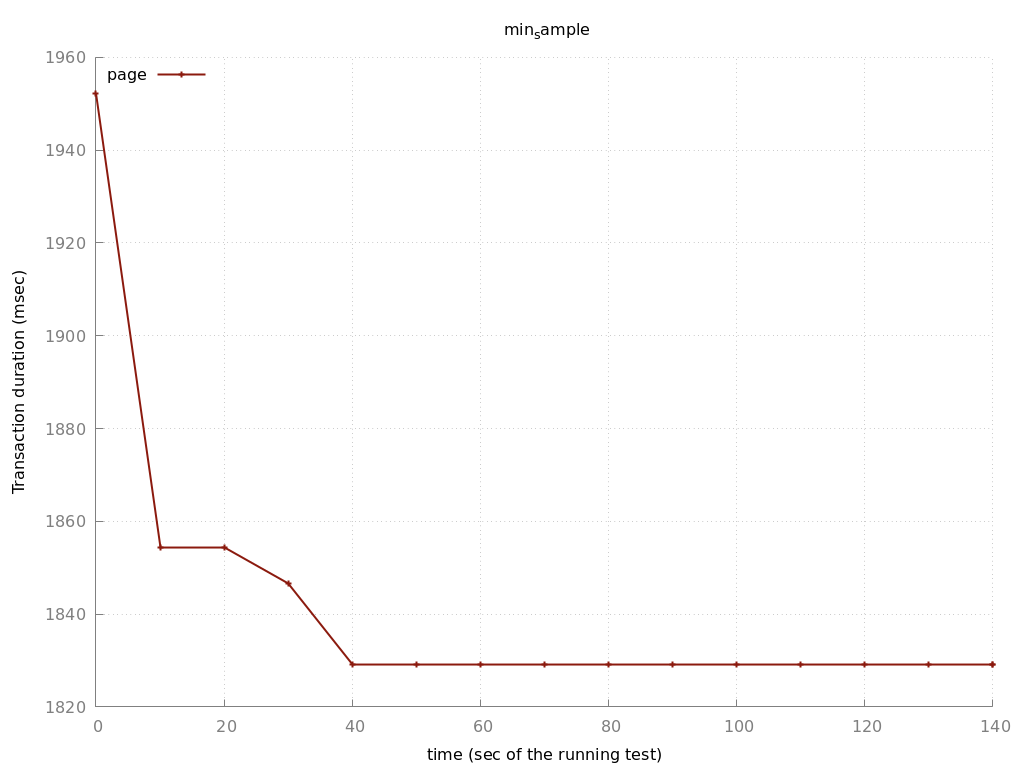 min_sample
page
1960
1940
1920
1900
1880
1860
1840
1820
Transaction duration (msec)
0 20 40 60 80 100 120 140
time (sec of the running test)